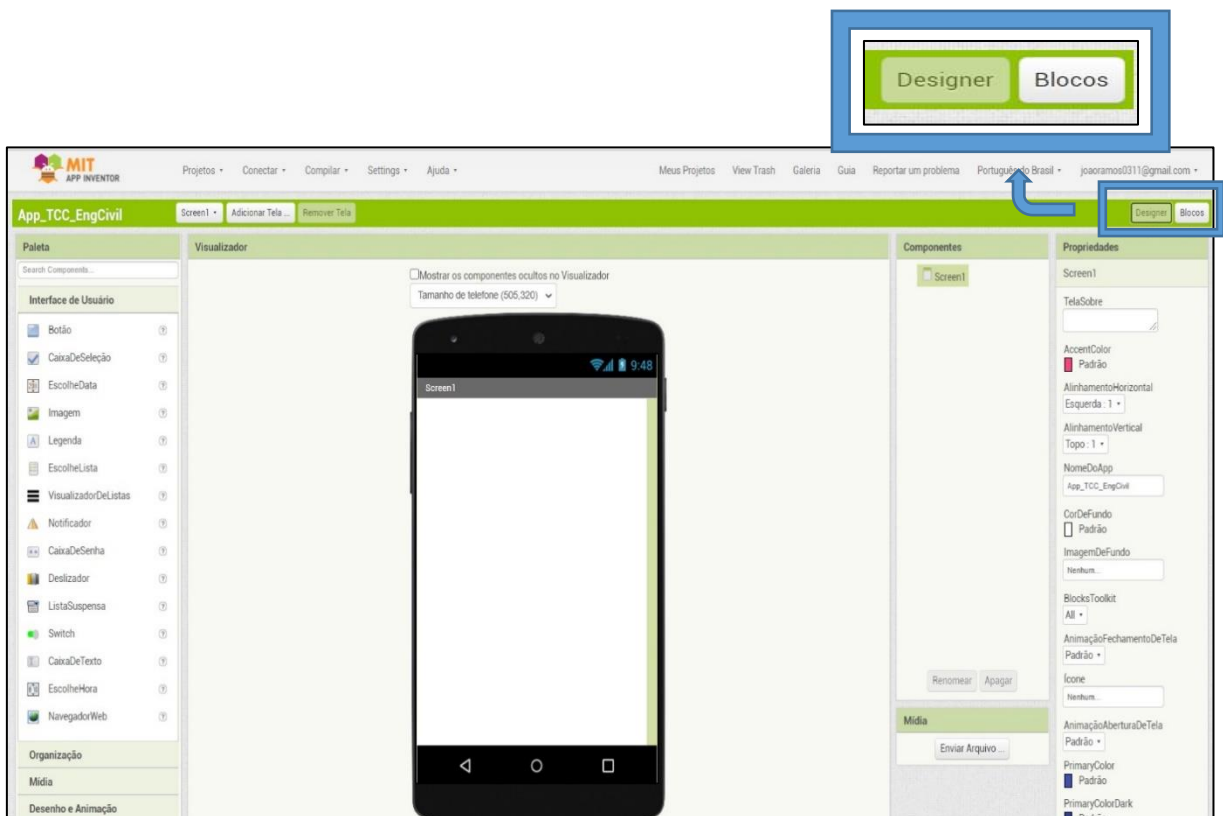 Designer Blocos
MIT
APP INVENTOR
Projetos Conectar Compilar Settings Ajuda
Meus Projetos View Trash Galeria Guia Reportar um problema Português do Brasil joaoramos0311@gmail.com
App_TCC_EngCivil
Screen1 Adicionar Tela ... Remover Tela
Designer Blocos
Paleta
Search Components...
Interface de Usuário
Botão
CaixaDeSeleção
EscolheData
Imagem
Legenda
EscolheLista
VisualizadorDeListas
Notificador
CaixaDeSenha
Deslizador
ListaSuspensa
Switch
CaixaDeTexto
EscolheHora
NavegadorWeb
Organização
Mídia
Desenho e Animação
Visualizador
Mostrar os componentes ocultos no Visualizador
Tamanho de telefone (505,320)
9:48
Screen1
Componentes
Screen1
Renomear Apagar
Mídia
Enviar Arquivo ...
Propriedades
Screen1
TelaSobre
AccentColor
Padrão
AlinhamentoHorizontal
Esquerda : 1
AlinhamentoVertical
Topo : 1
NomeDoApp
App_TCC_EngCivil
CorDeFundo
Padrão
ImagemDeFundo
Nenhum...
BlocksToolkit
All
AnimaçãoFechamentoDeTela
Padrão
Ícone
Nenhum...
AnimaçãoAberturaDeTela
Padrão
PrimaryColor
Padrão
PrimaryColorDark